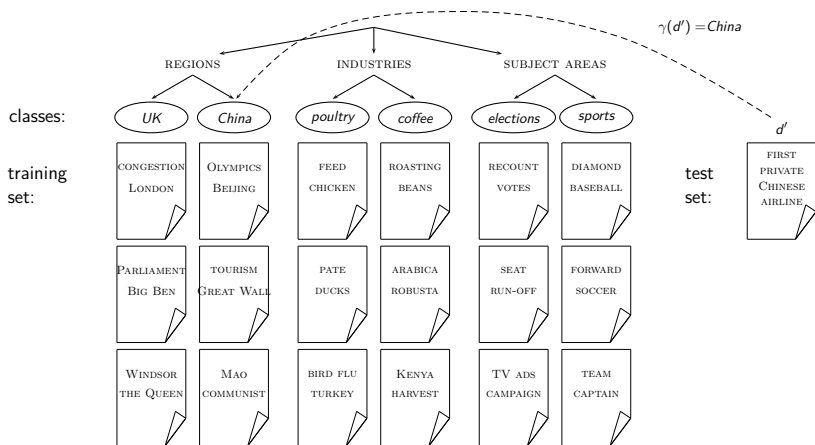 γ(d′) =China
REGIONS INDUSTRIES SUBJECT AREAS
classes: UK China poultry coffee elections sports
d′
training set:
test set:
CONGESTION
LONDON
OLYMPICS
BEIJING
FEED
CHICKEN
ROASTING
BEANS
RECOUNT
VOTES
DIAMOND
BASEBALL
FIRST
PRIVATE
CHINESE
AIRLINE
PARLIAMENT
BIG BEN
TOURISM
GREAT WALL
PATE
DUCKS
ARABICA
ROBUSTA
SEAT
RUN-OFF
FORWARD
SOCCER
WINDSOR
THE QUEEN
MAO
COMMUNIST
BIRD FLU
TURKEY
KENYA
HARVEST
TV ADS
CAMPAIGN
TEAM
CAPTAIN